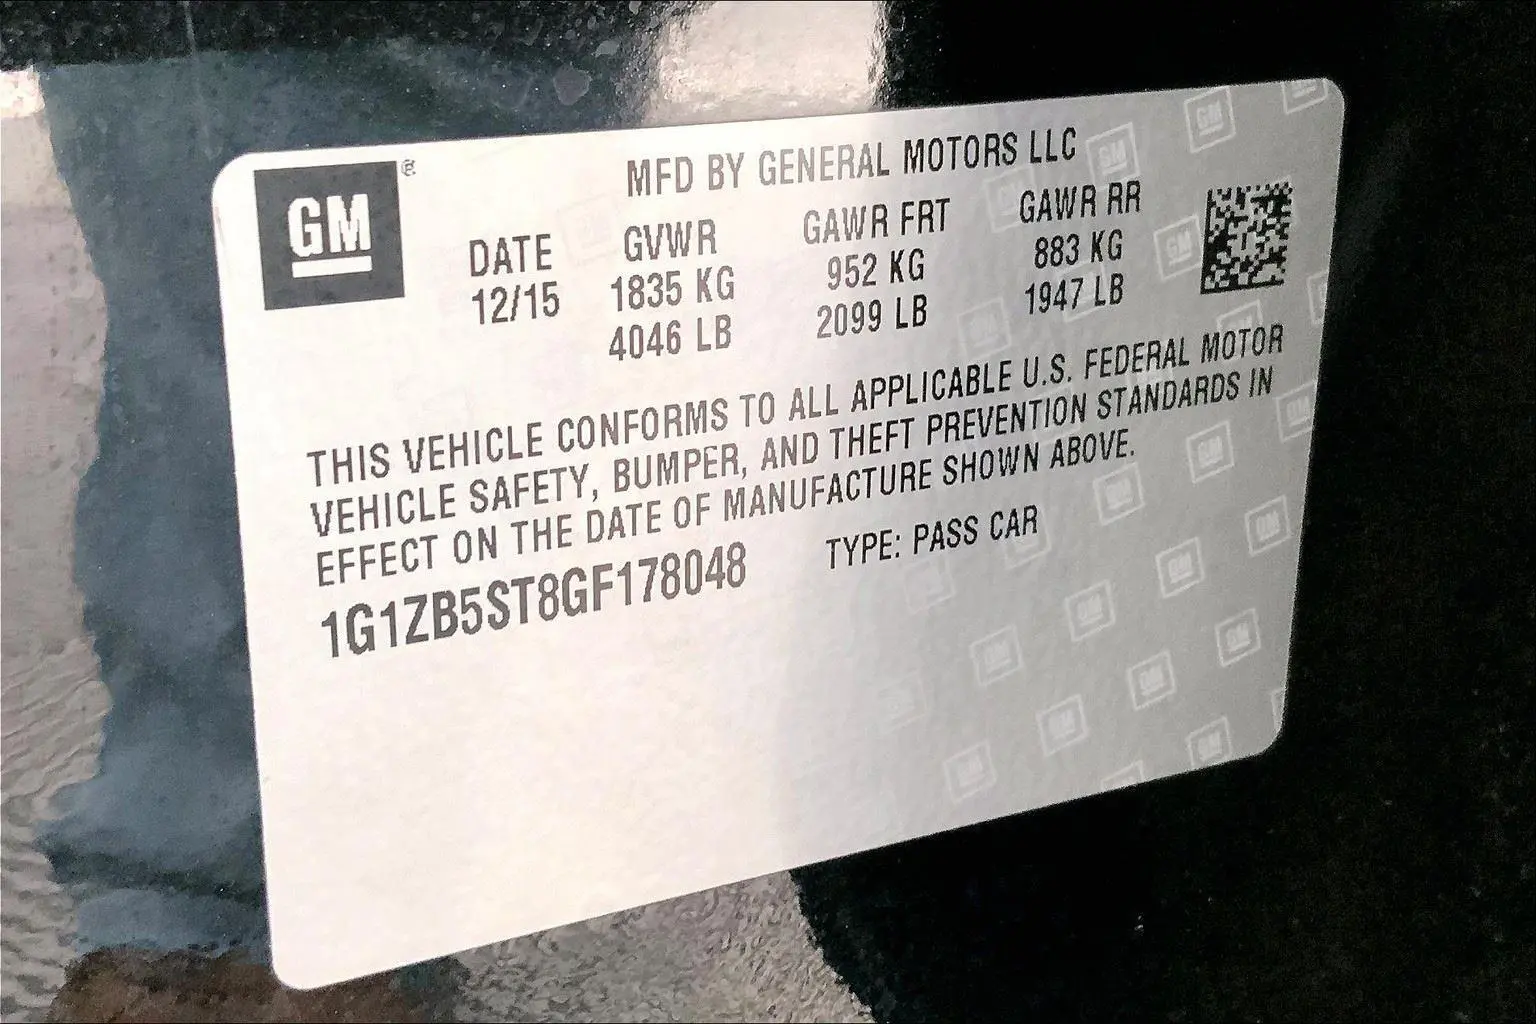 GM®
MFD BY GENERAL MOTORS LLC
DATE GVWR GAWR FRT GAWR RR
12/15 1835 KG 952 KG 883 KG
4046 LB 2099 LB 1947 LB
THIS VEHICLE CONFORMS TO ALL APPLICABLE U.S. FEDERAL MOTOR
VEHICLE SAFETY, BUMPER, AND THEFT PREVENTION STANDARDS IN
EFFECT ON THE DATE OF MANUFACTURE SHOWN ABOVE.
1G1ZB5ST8GF178048 TYPE: PASS CAR